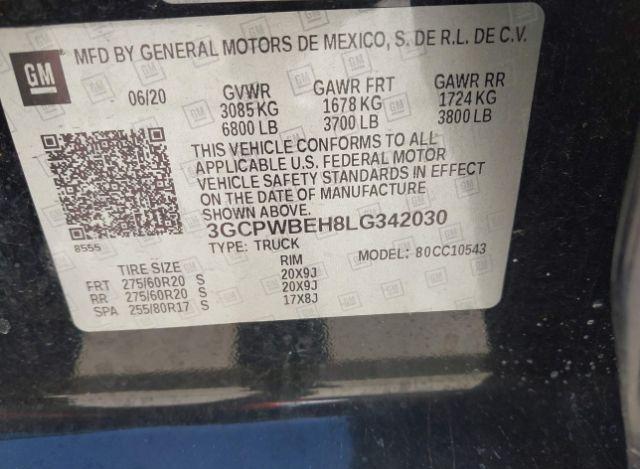 GM MFD BY GENERAL MOTORS DE MEXICO, S. DE R.L. DE C.V.
06/20 GVWR GAWR FRT GAWR RR
3085 KG 1678 KG 1724 KG
6800 LB 3700 LB 3800 LB
THIS VEHICLE CONFORMS TO ALL
APPLICABLE U.S. FEDERAL MOTOR
VEHICLE SAFETY STANDARDS IN EFFECT
ON THE DATE OF MANUFACTURE
SHOWN ABOVE.
3GCPWBEH8LG342030
8555 TYPE: TRUCK MODEL: 80CC10543
TIRE SIZE RIM
FRT 275/60R20 S 20X9J
RR 275/60R20 S 20X9J
SPA 255/80R17 S 17X8J